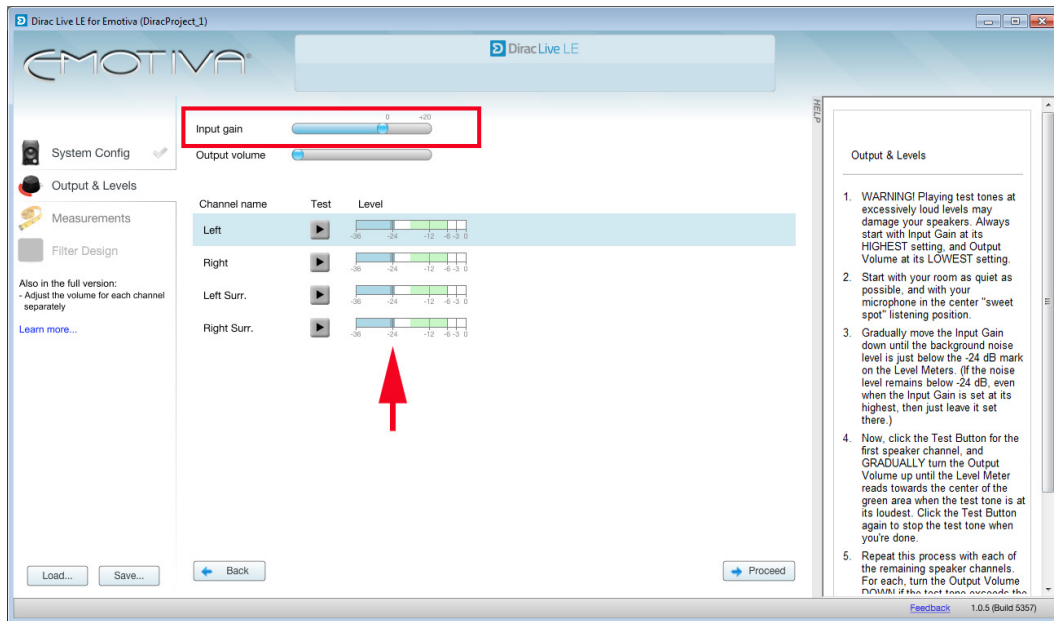 Dirac Live LE for Emotiva (DiracProject_1)
EMOTIVA®
Dirac Live LE
System Config
Output & Levels
Measurements
Filter Design
Also in the full version:
- Adjust the volume for each channel
separately
Learn more...
Load... Save...
0 +20
Input gain
Output volume
Channel name Test Level
Left
-36 -24 -12 -6 -3 0
Right
-36 -24 -12 -6 -3 0
Left Surr.
-36 -24 -12 -6 -3 0
Right Surr.
-36 -24 -12 -6 -3 0
Back Proceed
HELP
Output & Levels
1. WARNING! Playing test tones at
excessively loud levels may
damage your speakers. Always
start with Input Gain at its
HIGHEST setting, and Output
Volume at its LOWEST setting.
2. Start with your room as quiet as
possible, and with your
microphone in the center "sweet
spot" listening position.
3. Gradually move the Input Gain
down until the background noise
level is just below the -24 dB mark
on the Level Meters. (If the noise
level remains below -24 dB, even
when the Input Gain is set at its
highest, then just leave it set
there.)
4. Now, click the Test Button for the
first speaker channel, and
GRADUALLY turn the Output
Volume up until the Level Meter
reads towards the center of the
green area when the test tone is at
its loudest. Click the Test Button
again to stop the test tone when
you're done.
5. Repeat this process with each of
the remaining speaker channels.
For each, turn the Output Volume
DOWN if the test tone exceeds the
Feedback 1.0.5 (Build 5357)